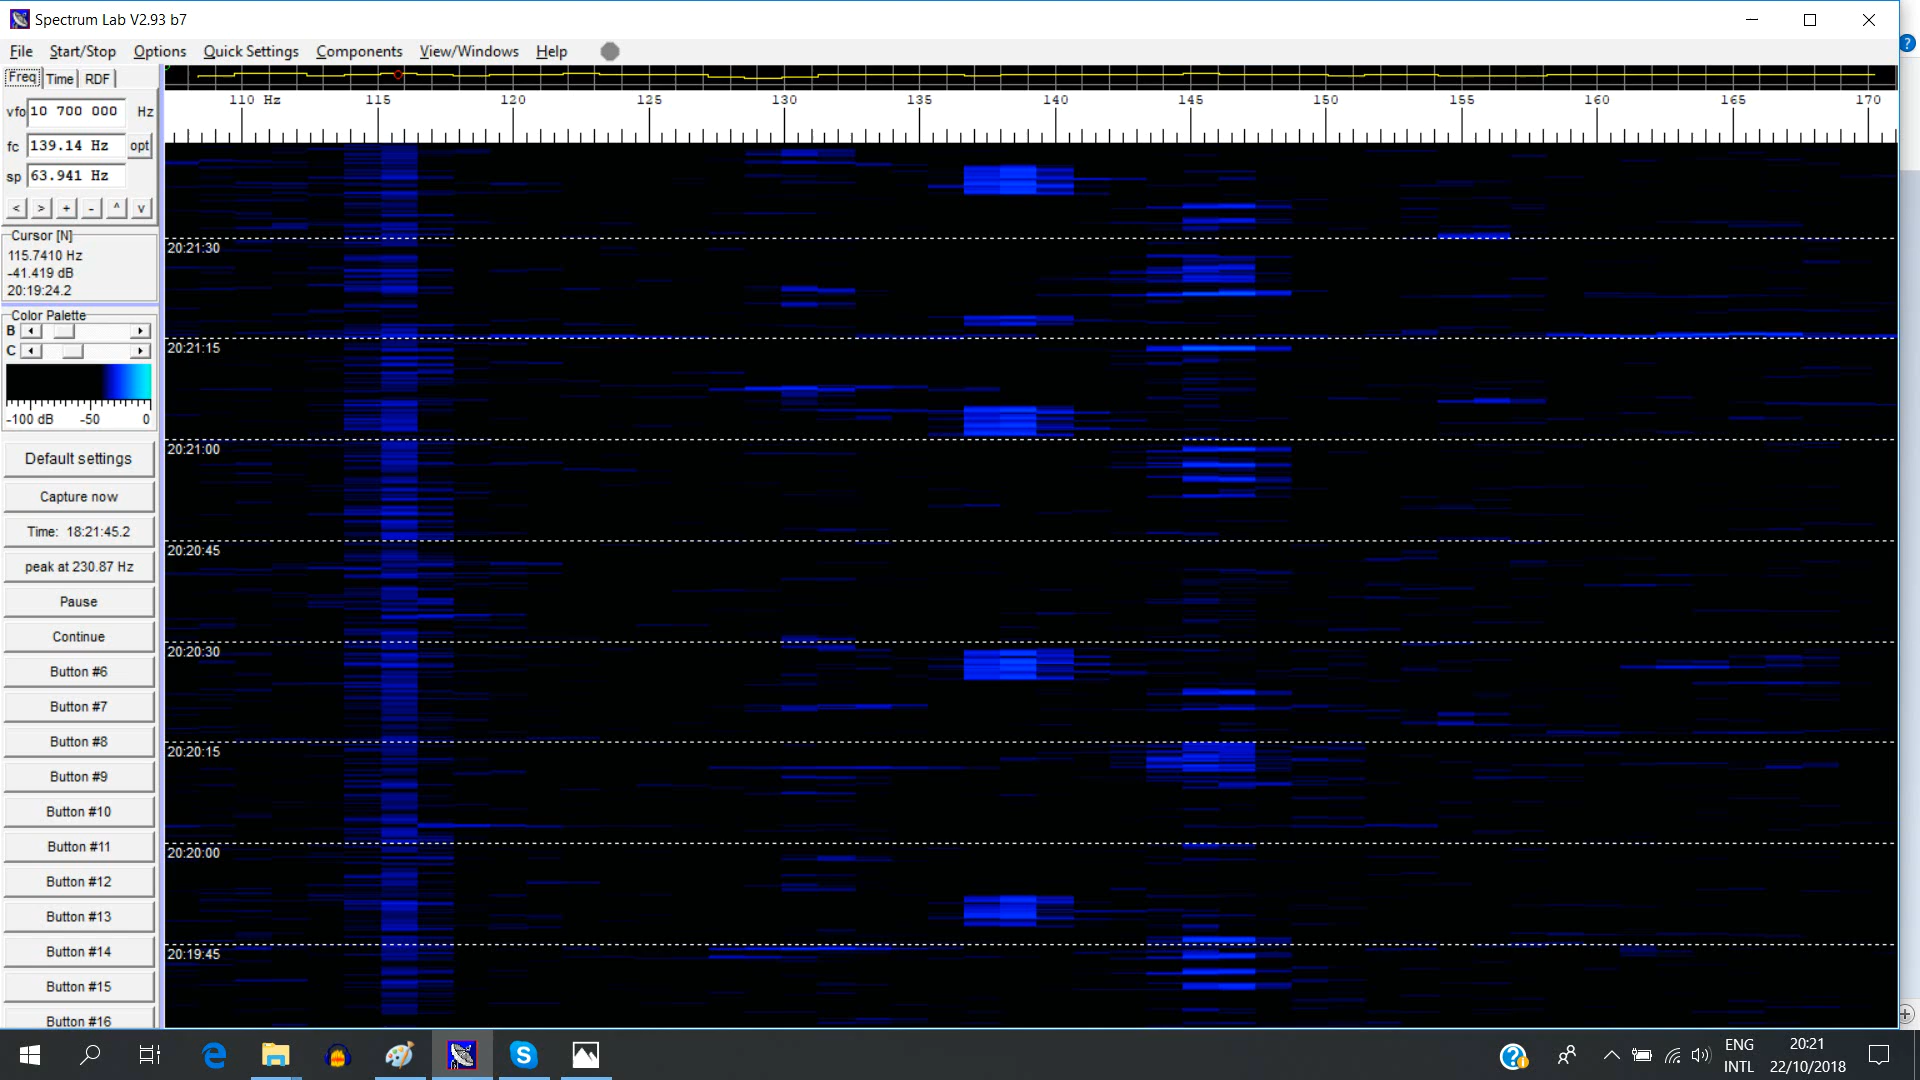 Spectrum Lab V2.93 b7
File Start/Stop Options Quick Settings Components View/Windows Help
Freq Time RDF
vfo 10 700 000 Hz
fc 139.14 Hz opt
sp 63.941 Hz
< > + - ^ v
Cursor [N]
115.7410 Hz
-41.419 dB
20:19:24.2
Color Palette
B
C
-100 dB -50 0
Default settings
Capture now
Time: 18:21:45.2
peak at 230.87 Hz
Pause
Continue
Button #6
Button #7
Button #8
Button #9
Button #10
Button #11
Button #12
Button #13
Button #14
Button #15
Button #16
110 Hz 115 120 125 130 135 140 145 150 155 160 165 170
20:21:30
20:21:15
20:21:00
20:20:45
20:20:30
20:20:15
20:20:00
20:19:45
ENG
INTL
20:21
22/10/2018